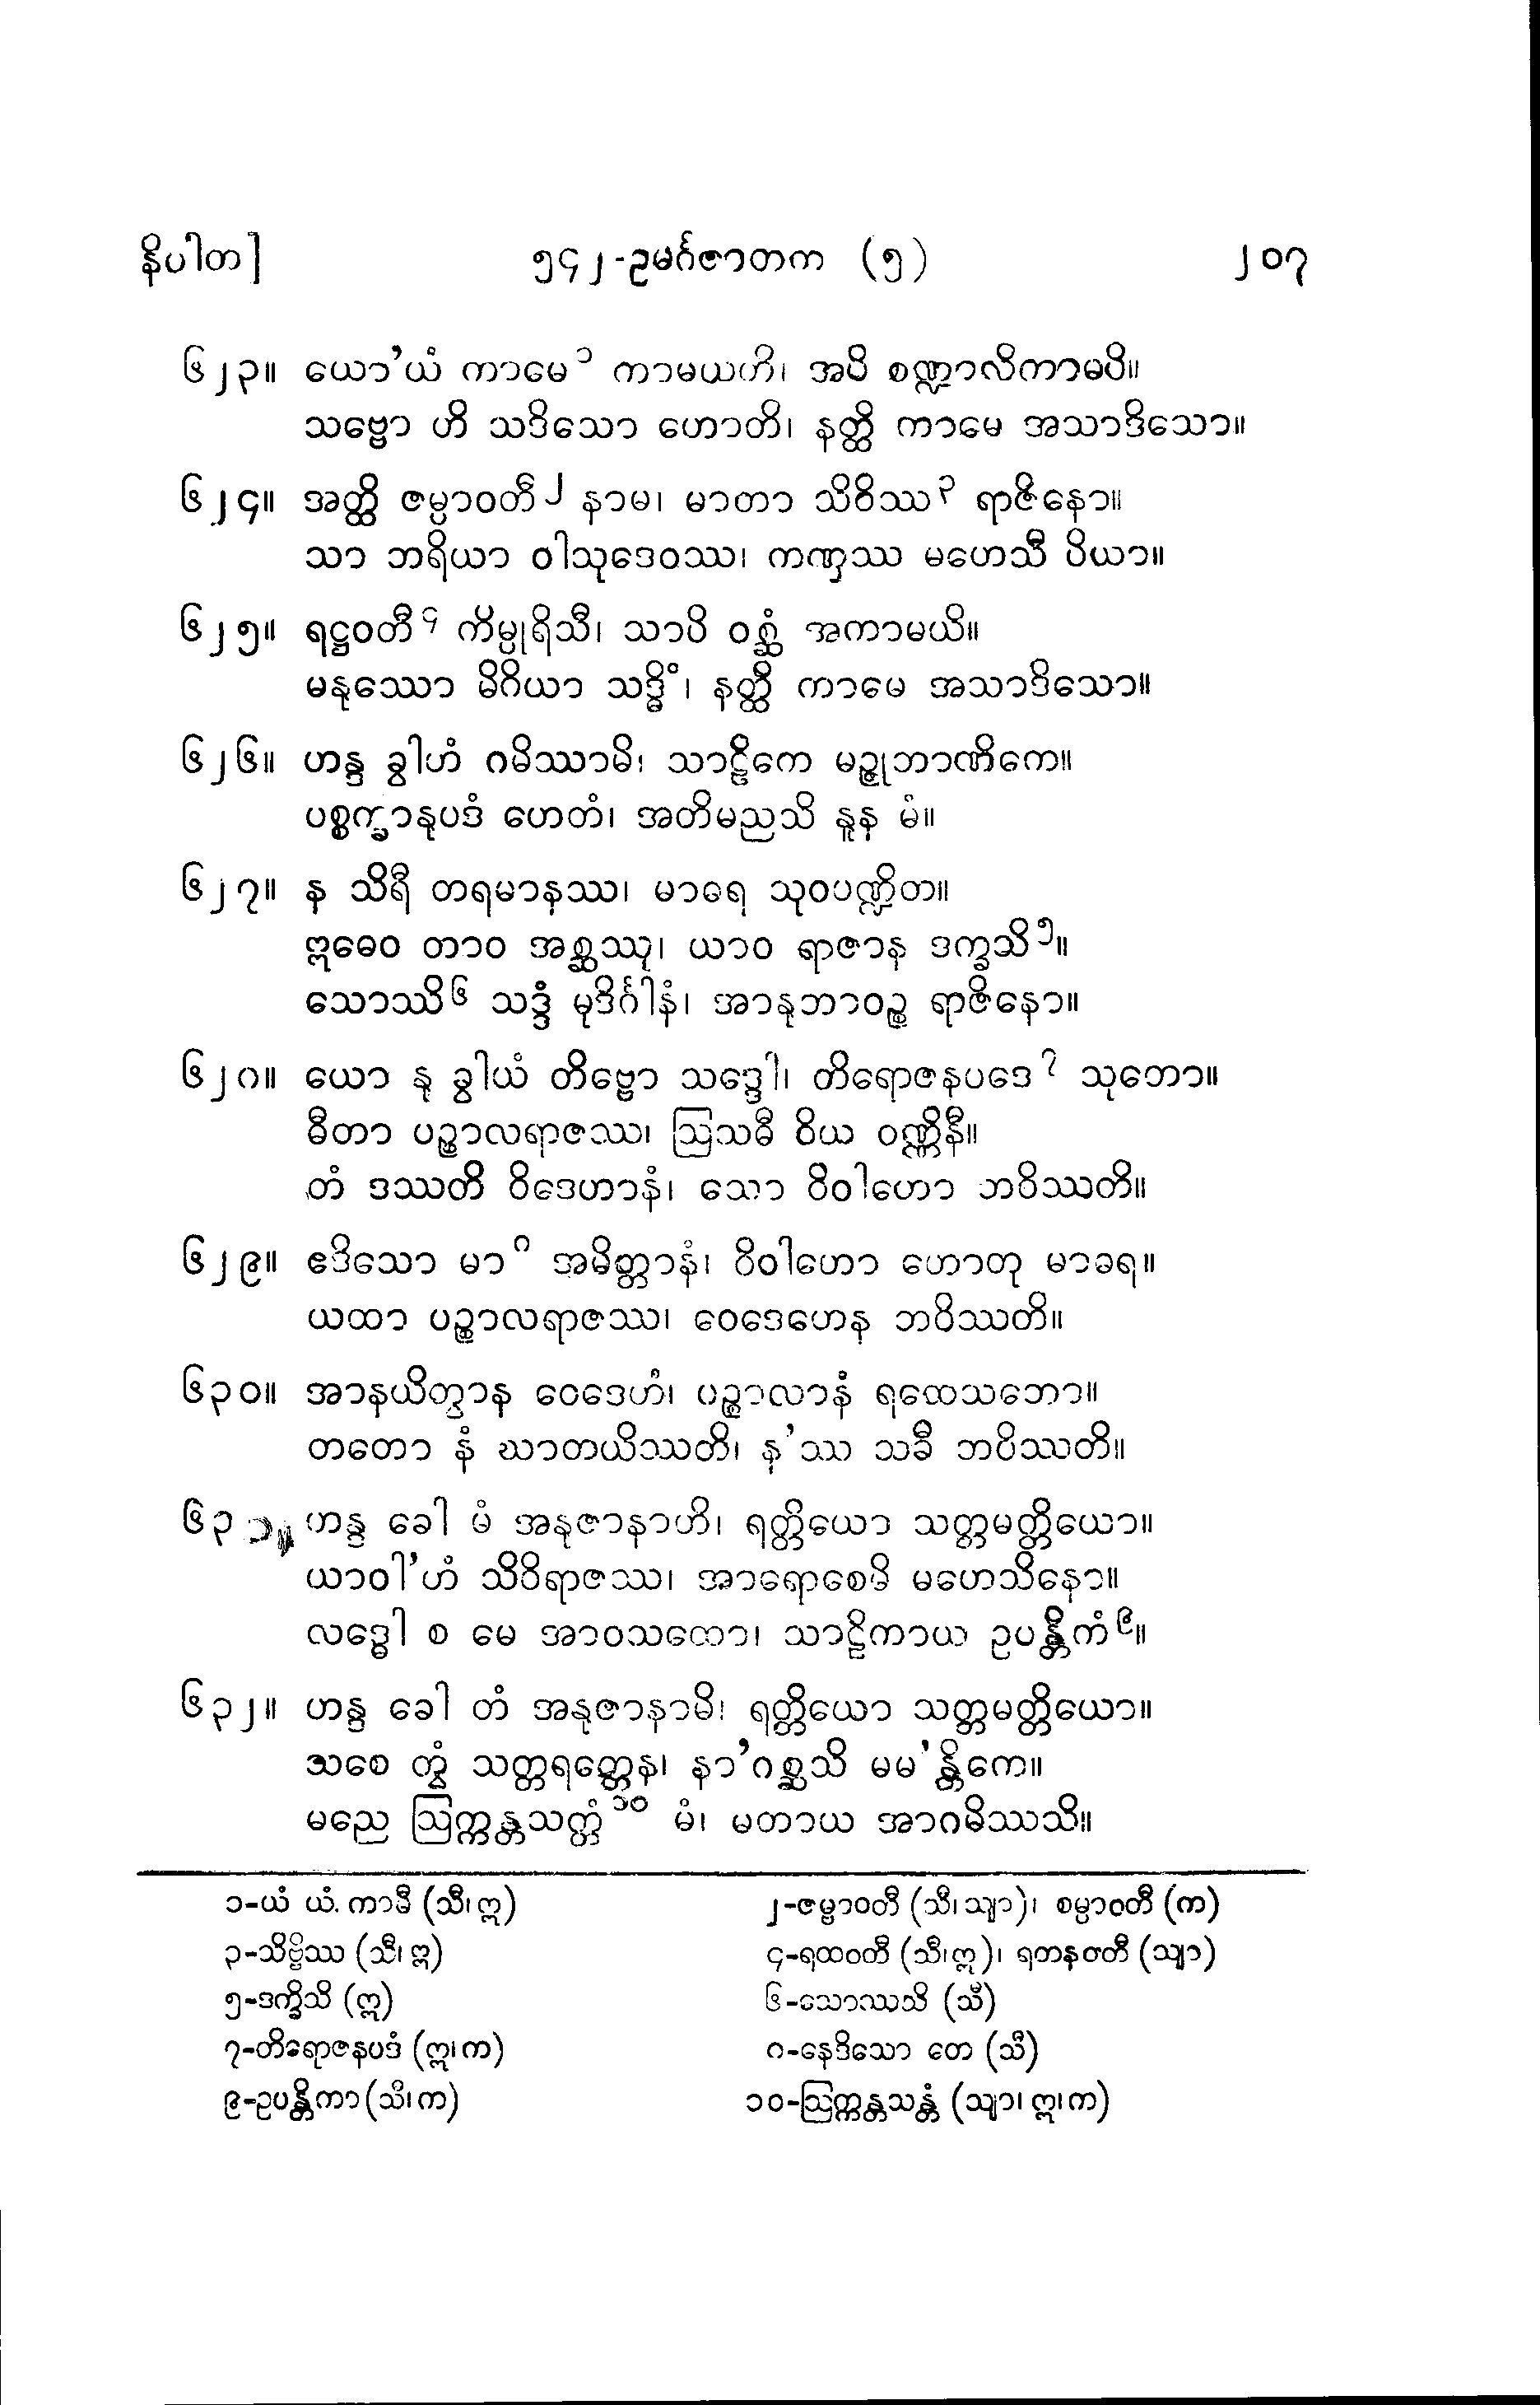 နိပါတ] ၅၄၂-ဥမင်္ဂဇာတက (၅) ၂၀၇
၆၂၃။ ယော’ယံ ကာမေ ၁ ကာမယဟိ၊ အပိ စဏ္ဍာလိကာမပိ။
သဗ္ဗော ဟိ သဒိသော ဟောတိ၊ နတ္ထိ ကာမေ အသာဒိသော။
၆၂၄။ အတ္ထိ ဇမ္ပာဝတီ ၂ နာမ၊ မာတာ သိဝိဿ ၃ ရာဇိနော။
သာ ဘရိယာ ဝါသုဒေဝဿ၊ ကဏှဿ မဟေသီ ပိယာ။
၆၂၅။ ရဋ္ဌဝတီ ၄ ကိမ္ပုရိသီ၊ သာပိ ဝစ္ဆံ အကာမယိ။
မနုဿော မိဂိယာ သဒ္ဓိံ၊ နတ္ထိ ကာမေ အသာဒိသော။
၆၂၆။ ဟန္ဒ ခွါဟံ ဂမိဿာမိ၊ သာဠိကေ မဉ္ဇုဘာဏိကေ။
ပစ္စက္ခာနုပဒံ ဟေတံ၊ အတိမညသိ နူန မံ။
၆၂၇။ န သိရီ တရမာနဿ၊ မာဓရ သုဝပဏ္ဍိတ။
ဣဓေဝ တာဝ အစ္ဆဿု၊ ယာဝ ရာဇာန ဒက္ခသိ ၅။
သောဿိ ၆ သဒ္ဒံ မုဒိင်္ဂါနံ၊ အာနုဘာဝဉ္စ ရာဇိနော။
၆၂၈။ ယော နု ခွါယံ တိဗ္ဗော သဒ္ဒေါ၊ တိရောဇနပဒေ ၇ သုတော။
ဓီတာ ပဉ္စာလရာဇဿ၊ ဩသဓီ ဝိယ ဝဏ္ဏိနီ။
တံ ဒဿတိ ဝိဒေဟာနံ၊ သော ဝိဝါဟော ဘဝိဿတိ။
၆၂၉။ ဧဒိသော မာ ၈ အမိတ္တာနံ၊ ဝိဝါဟော ဟောတု မာဓရ။
ယထာ ပဉ္စာလရာဇဿ၊ ဝေဒေဟေန ဘဝိဿတိ။
၆၃၀။ အာနယိတွာန ဝေဒေဟံ၊ ပဉ္စာလာနံ ရထေသဘော။
တတော နံ ဃာတယိဿတိ၊ န’ဿ သခီ ဘဝိဿတိ။
၆၃၁။ ဟန္ဒ ခေါ မံ အနုဇာနာဟိ၊ ရတ္တိယော သတ္တမတ္တိယော။
ယာဝါ’ဟံ သိဝိရာဇဿ၊ အာရောစေမိ မဟေသိနော။
လဒ္ဓေါ စ မေ အာဝသထော၊ သာဠိကာယ ဥပန္တိကံ ၉။
၆၃၂။ ဟန္ဒ ခေါ တံ အနုဇာနာမိ၊ ရတ္တိယော သတ္တမတ္တိယော။
သစေ တွံ သတ္တရတ္တေန၊ နာ’ဂစ္ဆသိ မမ’န္တိကေ။
မညေ ဩက္ကန္တသတ္တံ ၁၀ မံ၊ မတာယ အာဂမိဿသိ။
၁-ယံ ယံ. ကာမီ (သီ၊ ဣ) ၂-ဇမ္ဗာဝတီ (သီ၊ သျာ)၊ စမ္ပာဝတီ (က)
၃-သိဗ္ဗိဿ (သီ၊ ဣ) ၄-ရထဝတီ (သီ၊ ဣ)၊ ရတနဝတီ (သျာ)
၅-ဒက္ခိသိ (ဣ) ၆-သောဿသိ (သီ)
၇-တိရောဇနပဒံ (ဣ၊ က) ၈-နေဒိသော တေ (သီ)
၉-ဥပန္တိကာ (သီ၊ က) ၁၀-ဩက္ကန္တသန္တံ (သျာ၊ ဣ၊ က)